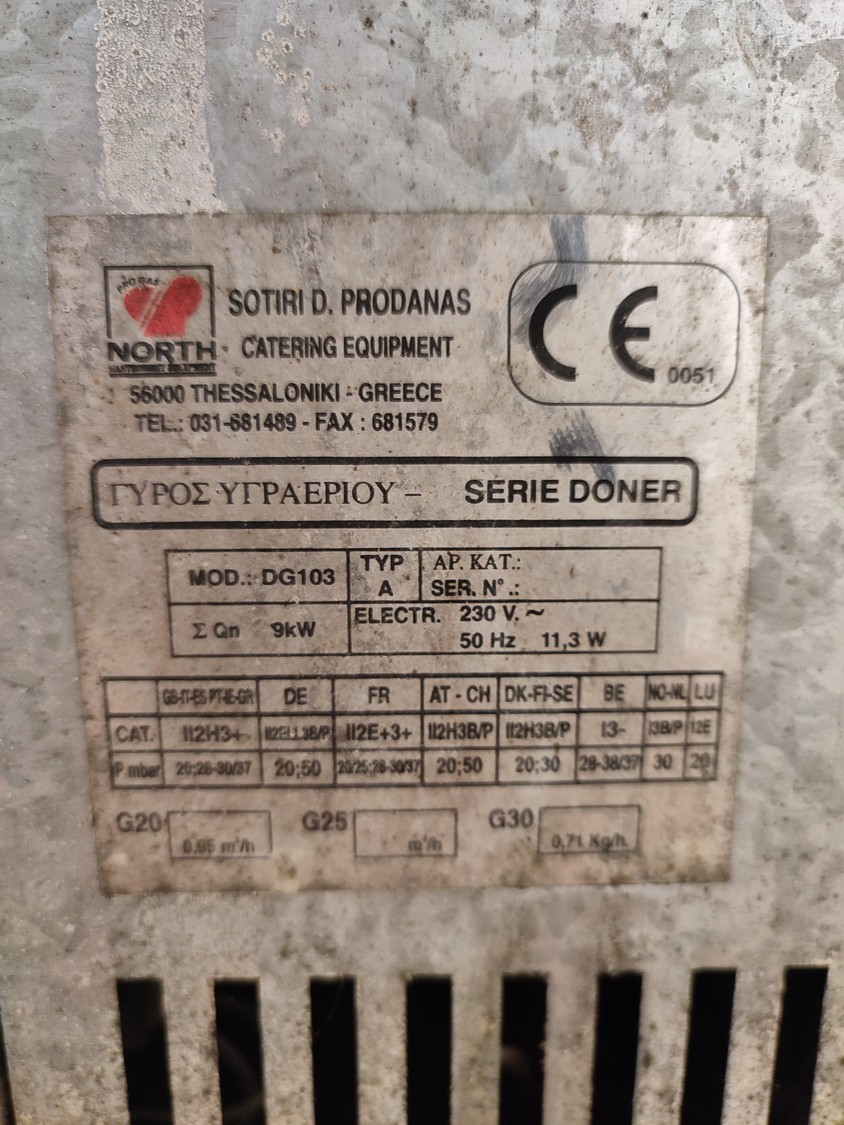 PRO GAS
NORTH
SOTIRI D. PRODANAS
CATERING EQUIPMENT
56000 THESSALONIKI - GREECE
TEL.: 031-681489 - FAX : 681579
CE 0051
ΓΥΡΟΣ ΥΓΡΑΕΡΙΟΥ – SERIE DONER
MOD.: DG103
TYP A
ΑΡ. ΚΑΤ.:
SER. N°.:
Σ Qn 9kW
ELECTR. 230 V. ~
50 Hz 11,3 W
GB-IT-ES PT-IE-GR DE FR AT - CH DK-FI-SE BE NO-NL LU
CAT. II2H3+ II2ELL3B/P II2E+3+ II2H3B/P II2H3B/P I3- I3B/P I2E
P mbar 20;28-30/37 20;50 20/25;28-30/37 20;50 20;30 28-38/37 30 20
G20 0,95 m³/h G25 m³/h G30 0,71 Kg/h